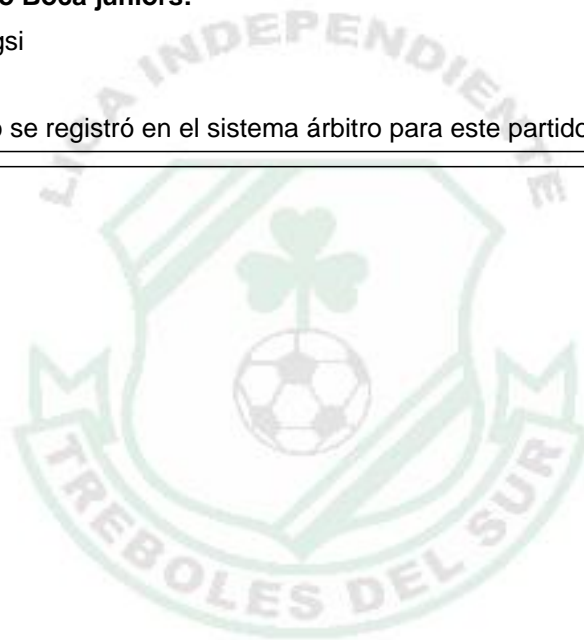 o Boca juniors:
gsi
LIGA INDEPENDIENTE
o se registró en el sistema árbitro para este partido
TREBOLES DEL SUR